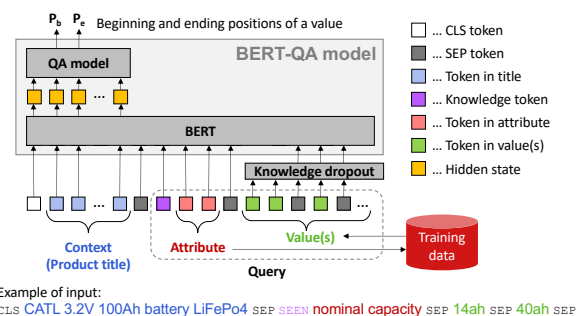 P_b P_e Beginning and ending positions of a value
BERT-QA model
QA model
...
BERT
Knowledge dropout
... ...
Context
(Product title)
Attribute
Value(s)
Query
Training
data
... CLS token
... SEP token
... Token in title
... Knowledge token
... Token in attribute
... Token in value(s)
... Hidden state
Example of input:
CLS CATL 3.2V 100Ah battery LiFePo4 SEP SEEN nominal capacity SEP 14ah SEP 40ah SEP